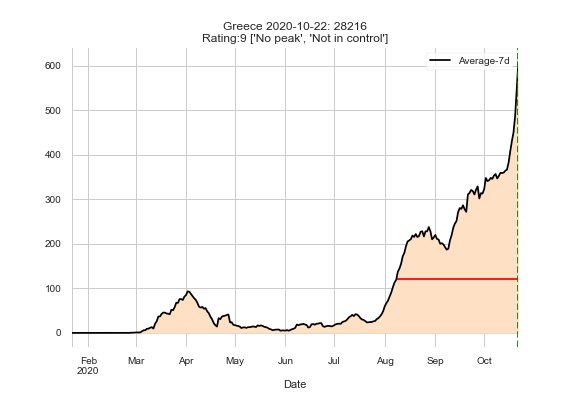 Greece 2020-10-22: 28216
Rating:9 ['No peak', 'Not in control']
Average-7d
600
500
400
300
200
100
0
Feb Mar Apr May Jun Jul Aug Sep Oct
2020
Date